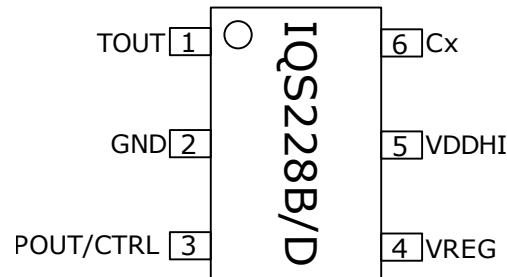 TOUT 1
GND 2
POUT/CTRL 3
IQS228B/D
6 Cx
5 VDDHI
4 VREG